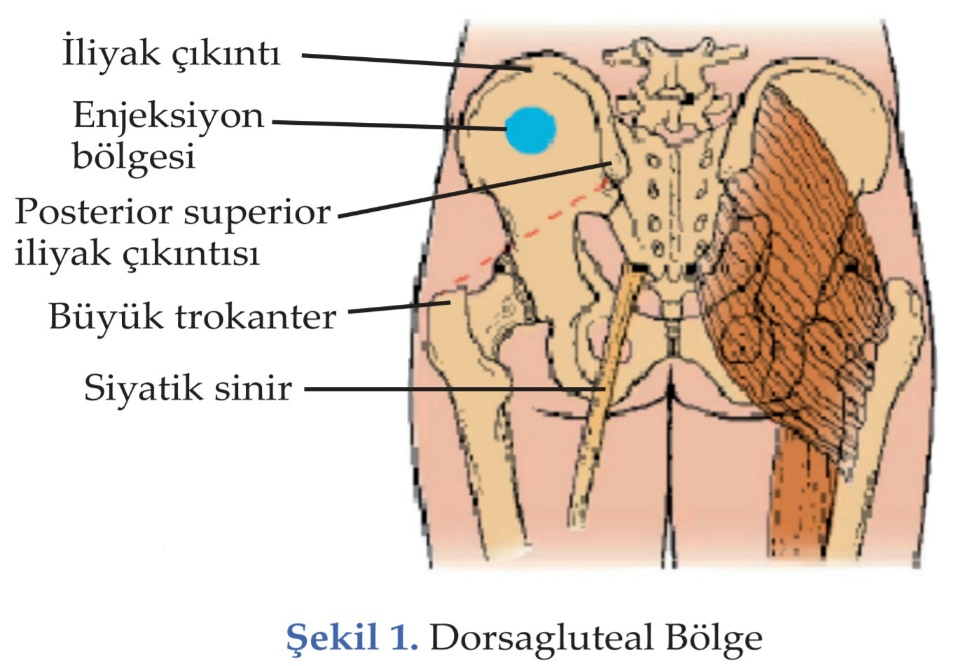 İliyak çıkıntı
Enjeksiyon
bölgesi
Posterior superior
iliyak çıkıntısı
Büyük trokanter
Siyatik sinir
Şekil 1. Dorsagluteal Bölge